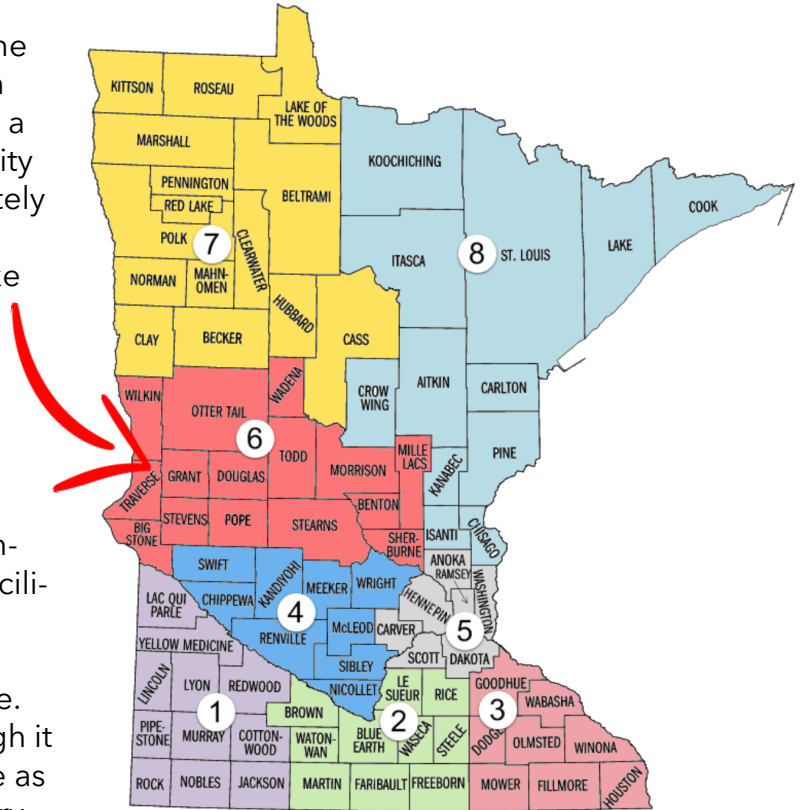 a
ity
tely
ke
n-
cili-
e.
gh it
e as
KITTSON
ROSEAU
LAKE OF
THE WOODS
MARSHALL
KOOCHICHING
PENNINGTON
BELTRAMI
RED LAKE
POLK
7
CLEARWATER
COOK
8
ST. LOUIS
LAKE
ITASCA
NORMAN
MAHN-
OMEN
HUBBARD
CLAY
BECKER
CASS
WILKIN
OTTER TAIL
WADENA
CROW
WING
AITKIN
CARLTON
6
TODD
MORRISON
MILLE
LACS
KANABEC
PINE
TRAVERSE
GRANT
DOUGLAS
BENTON
BIG
STONE
STEVENS
POPE
STEARNS
SHER-
BURNE
ISANTI
CHISAGO
SWIFT
KANDIYOHI
MEEKER
WRIGHT
ANOKA
RAMSEY
WASHINGTON
HENNEPIN
LAC QUI
PARLE
CHIPPEWA
4
RENVILLE
McLEOD
CARVER
5
YELLOW MEDICINE
SIBLEY
SCOTT
DAKOTA
LINCOLN
LYON
REDWOOD
NICOLLET
LE
SUEUR
RICE
GOODHUE
WABASHA
1
BROWN
2
3
PIPE-
STONE
MURRAY
COTTON-
WOOD
WATON-
WAN
BLUE
EARTH
WASECA
STEELE
DODGE
OLMSTED
WINONA
ROCK
NOBLES
JACKSON
MARTIN
FARIBAULT
FREEBORN
MOWER
FILLMORE
HOUSTON